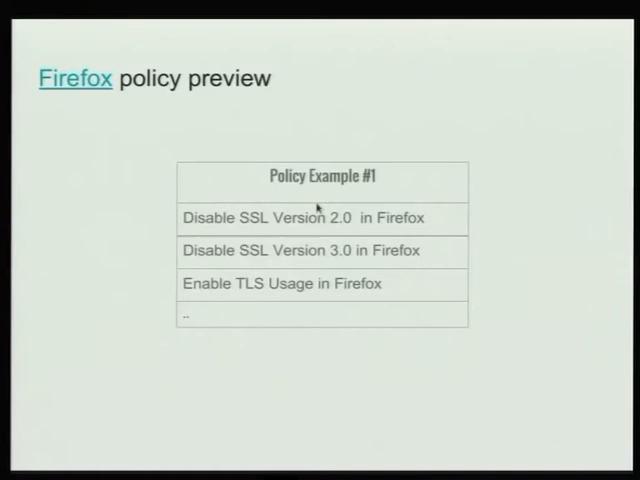 Firefox policy preview
Policy Example #1
Disable SSL Version 2.0 in Firefox
Disable SSL Version 3.0 in Firefox
Enable TLS Usage in Firefox
..